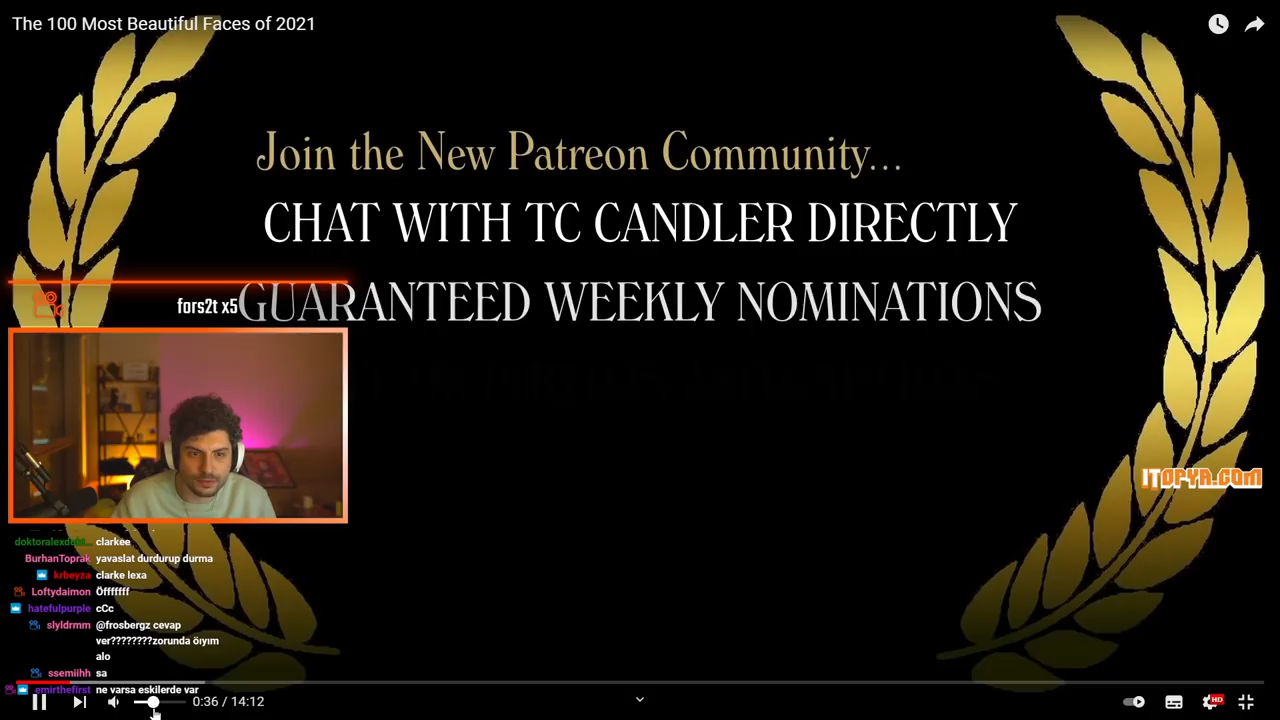 The 100 Most Beautiful Faces of 2021
Join the New Patreon Community...
CHAT WITH TC CANDLER DIRECTLY
GUARANTEED WEEKLY NOMINATIONS
fors2t x5
ITOPYA.COM
clarkee
BurhanToprak yavaslat durdurup durma
krbeyza clarke lexa
Loftydaimon Öfffffff
hatefulpurple cCc
slyldrmm @frosbergz cevap
ver????????zorunda öıyım
alo
ssemiihh sa
emirthefirst ne varsa eskilerde var
0:36 / 14:12
HD